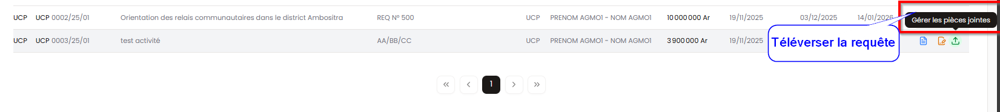 UCP UCP 0002/25/01 Orientation des relais communautaires dans le district Ambositra REQ N° 500 UCP PRENOM AGMO1 - NOM AGMO1 10 000 000 Ar 19/11/2025 03/12/2025 14/01/2026
Gérer les pièces jointes
UCP UCP 0003/25/01 test activité AA/BB/CC UCP PRENOM AGMO1 - NOM AGMO1 3 900 000 Ar 19/11/2025
Téléverser la requête
« ‹ 1 › »